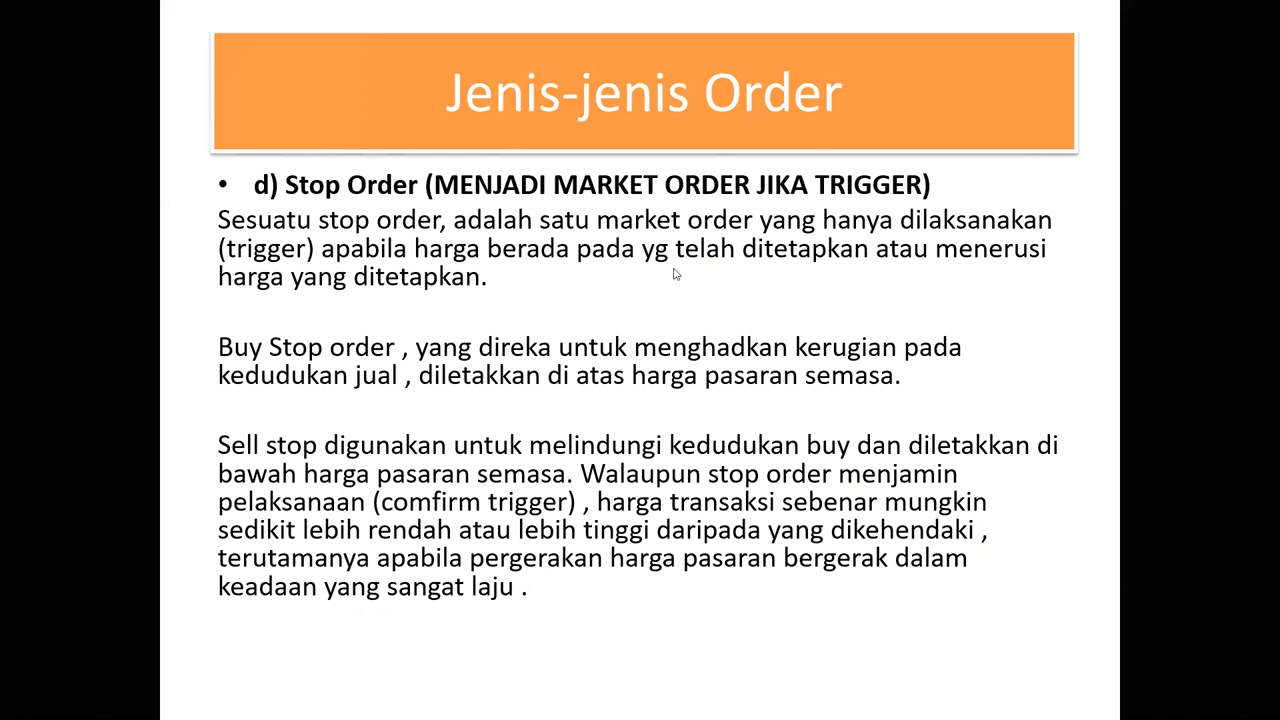 Jenis-jenis Order
• d) Stop Order (MENJADI MARKET ORDER JIKA TRIGGER)
Sesuatu stop order, adalah satu market order yang hanya dilaksanakan
(trigger) apabila harga berada pada yg telah ditetapkan atau menerusi
harga yang ditetapkan.
Buy Stop order , yang direka untuk menghadkan kerugian pada
kedudukan jual , diletakkan di atas harga pasaran semasa.
Sell stop digunakan untuk melindungi kedudukan buy dan diletakkan di
bawah harga pasaran semasa. Walaupun stop order menjamin
pelaksanaan (comfirm trigger) , harga transaksi sebenar mungkin
sedikit lebih rendah atau lebih tinggi daripada yang dikehendaki ,
terutamanya apabila pergerakan harga pasaran bergerak dalam
keadaan yang sangat laju .